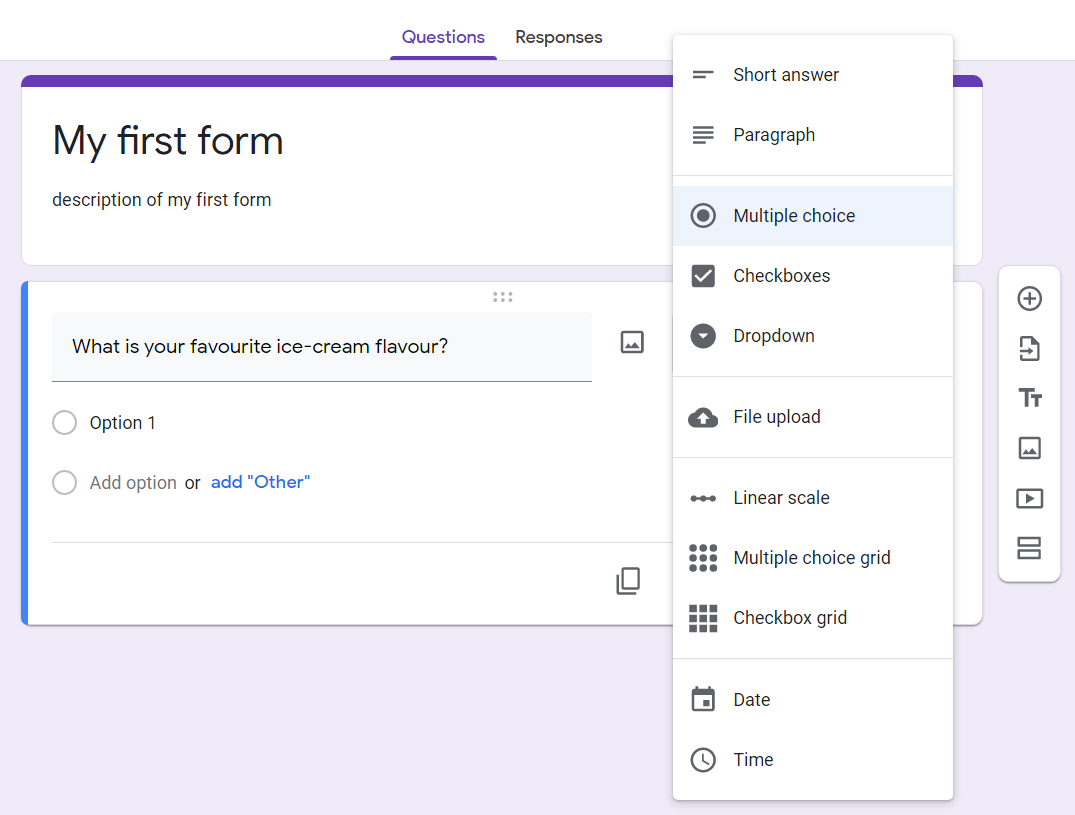 Questions Responses
My first form
description of my first form
What is your favourite ice-cream flavour?
Option 1
Add option or add "Other"
Short answer
Paragraph
Multiple choice
Checkboxes
Dropdown
File upload
Linear scale
Multiple choice grid
Checkbox grid
Date
Time
Tт